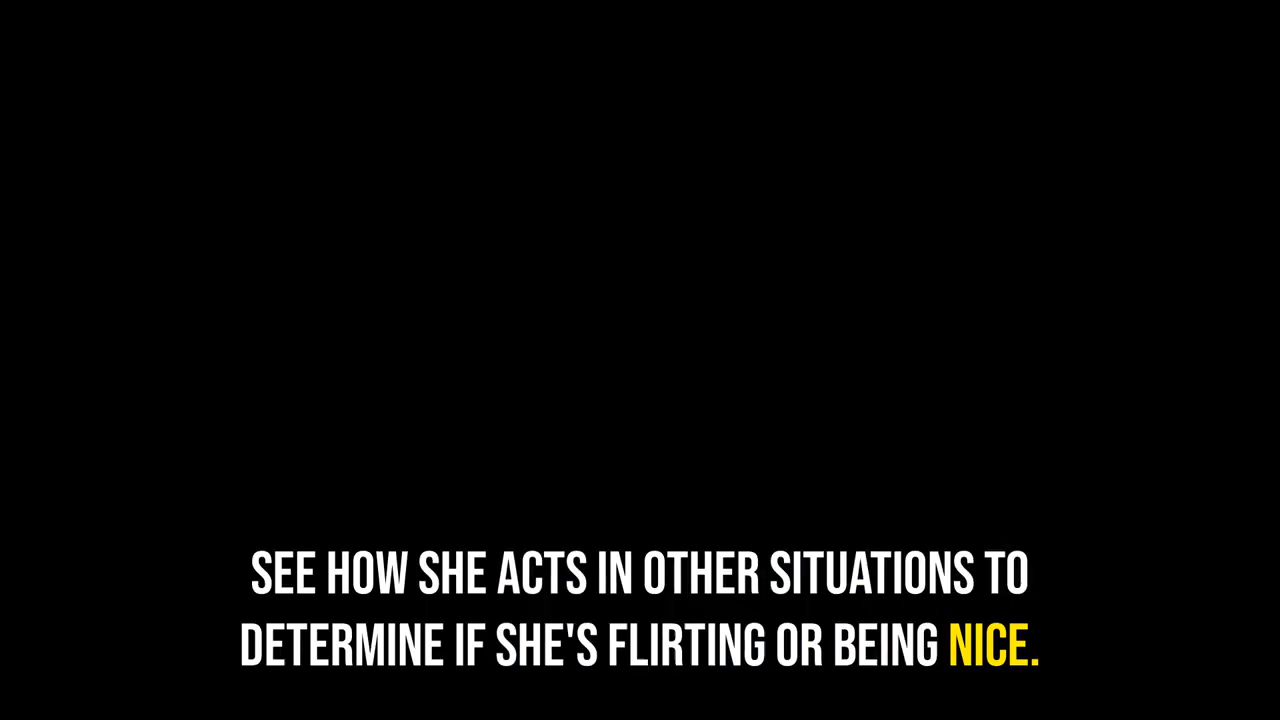 SEE HOW SHE ACTS IN OTHER SITUATIONS TO
DETERMINE IF SHE'S FLIRTING OR BEING NICE.